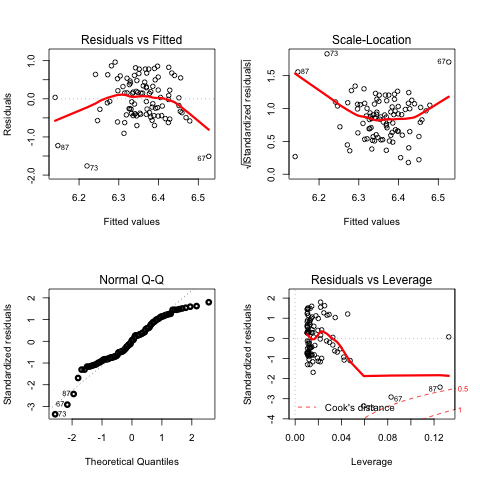 Residuals vs Fitted
Residuals
1.0
0.0
-1.0
-2.0
87
73
67
6.2 6.3 6.4 6.5
Fitted values
Scale-Location
√|Standardized residuals|
1.5
1.0
0.5
0.0
73
87
67
6.2 6.3 6.4 6.5
Fitted values
Normal Q-Q
Standardized residuals
2
1
0
-1
-2
-3
87
67
73
-2 -1 0 1 2
Theoretical Quantiles
Residuals vs Leverage
Standardized residuals
2
1
0
-1
-2
-3
-4
87
0.5
67
Cook's distance
1
0.00 0.04 0.08 0.12
Leverage